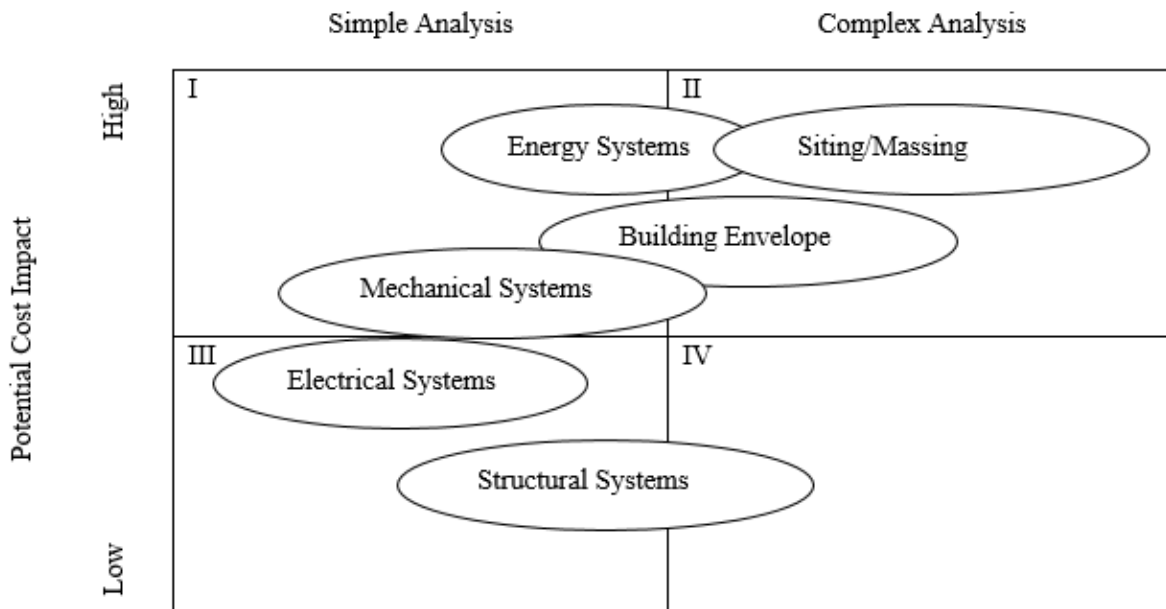 Simple Analysis
Complex Analysis
High
Potential Cost Impact
Low
I
II
Energy Systems
Siting/Massing
Building Envelope
Mechanical Systems
III
IV
Electrical Systems
Structural Systems